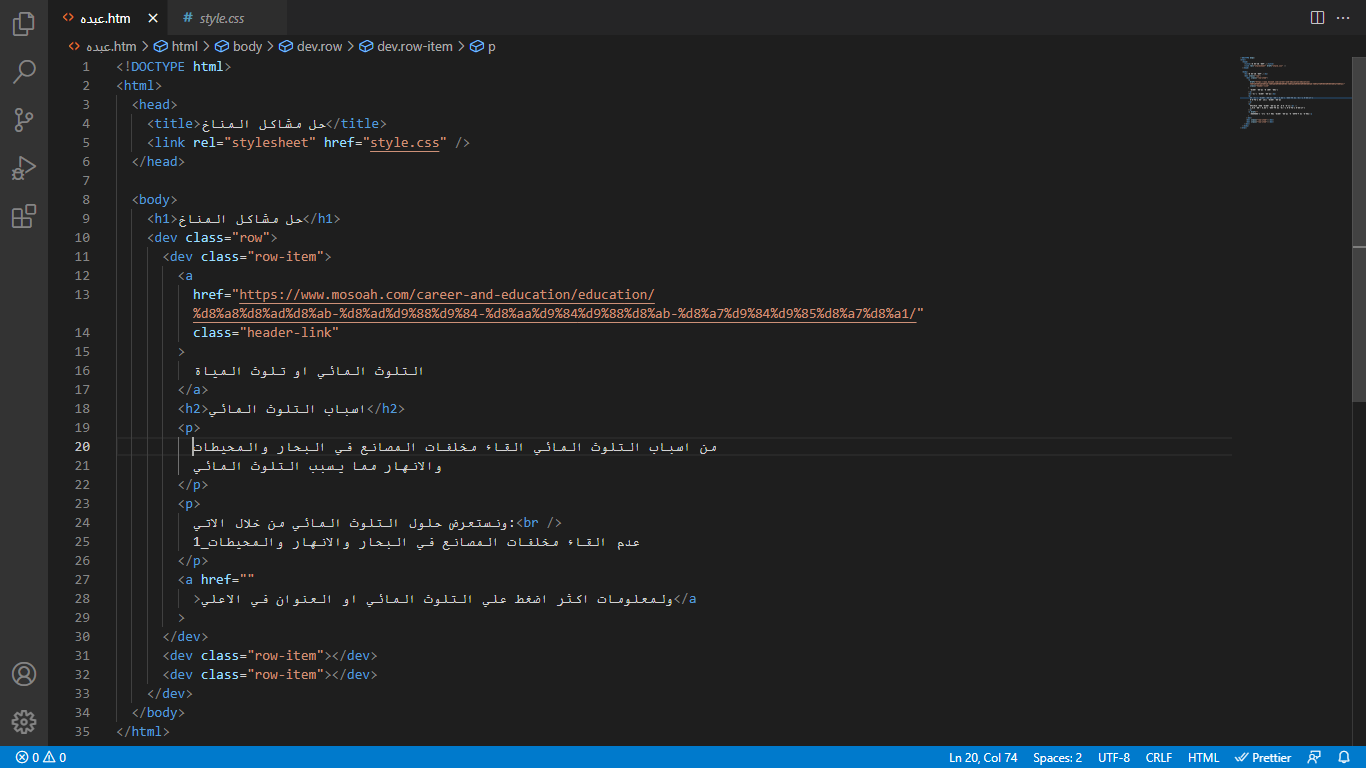 عبده.htm
style.css
عبده.htm > html > body > dev.row > dev.row-item > p
1 <!DOCTYPE html>
2 <html>
3 <head>
4 <title>حل مشاكل المناخ</title>
5 <link rel="stylesheet" href="style.css" />
6 </head>
7
8 <body>
9 <h1>حل مشاكل المناخ</h1>
10 <dev class="row">
11 <dev class="row-item">
12 <a
13 href="https://www.mosoah.com/career-and-education/education/
%d8%a8%d8%ad%d8%ab-%d8%ad%d9%88%d9%84-%d8%aa%d9%84%d9%88%d8%ab-%d8%a7%d9%84%d9%85%d8%a7%d8%a1/"
14 class="header-link"
15 >
16 التلوث المائي او تلوث المياة
17 </a>
18 <h2>اسباب التلوث المائي</h2>
19 <p>
20 من اسباب التلوث المائي القاء مخلفات المصانع في البحار والمحيطات
21 والانهار مما يسبب التلوث المائي
22 </p>
23 <p>
24 ونستعرض حلول التلوث المائي من خلال الاتي:<br />
25 1_عدم القاء مخلفات المصانع في البحار والانهار والمحيطات
26 </p>
27 <a href=""
28 >ولمعلومات اكثر اضغط علي التلوث المائي او العنوان في الاعلي</a
29 >
30 </dev>
31 <dev class="row-item"></dev>
32 <dev class="row-item"></dev>
33 </dev>
34 </body>
35 </html>
0 0 Ln 20, Col 74 Spaces: 2 UTF-8 CRLF HTML Prettier